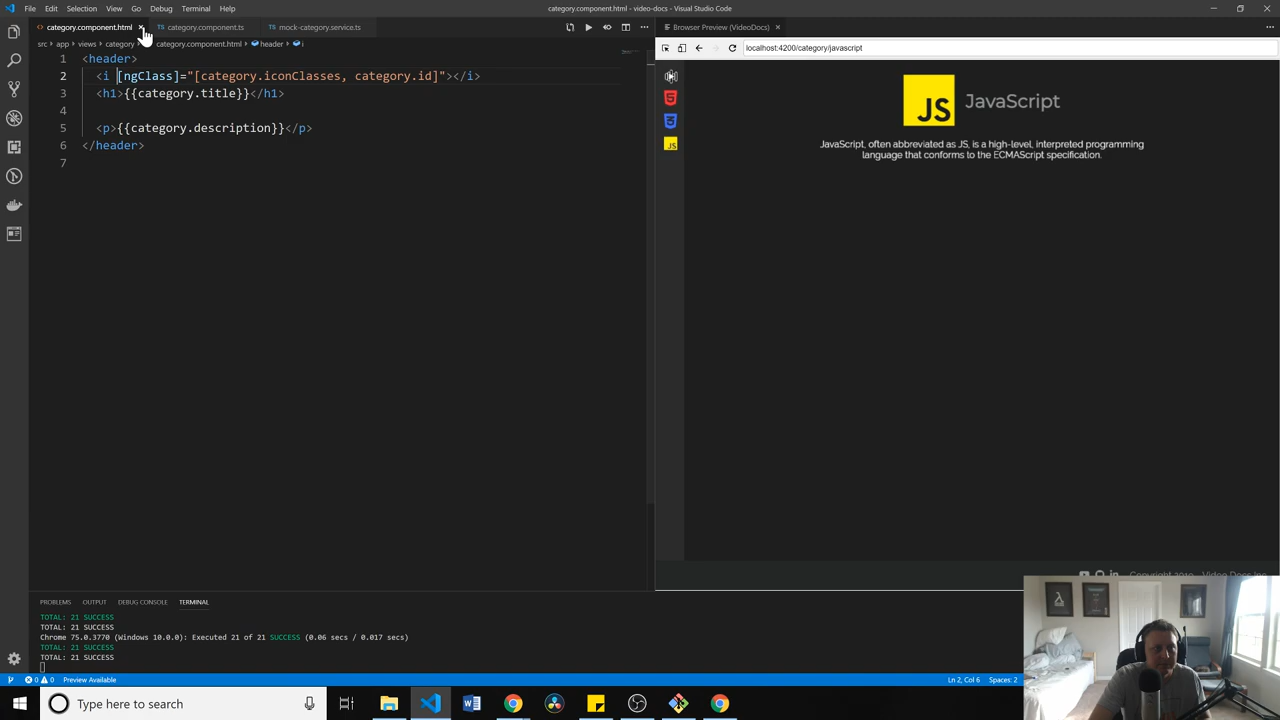 File Edit Selection View Go Debug Terminal Help
category.component.html - video-docs - Visual Studio Code
category.component.html
TS category.component.ts
TS mock-category.service.ts
src > app > views > category > category.component.html > header > i
1 <header>
2 <i [ngClass]="[category.iconClasses, category.id]"></i>
3 <h1>{{category.title}}</h1>
4
5 <p>{{category.description}}</p>
6 </header>
7
Browser Preview (VideoDocs)
localhost:4200/category/javascript
JS
JS JavaScript
JavaScript, often abbreviated as JS, is a high-level, interpreted programming
language that conforms to the ECMAScript specification.
PROBLEMS OUTPUT DEBUG CONSOLE TERMINAL
TOTAL: 21 SUCCESS
TOTAL: 21 SUCCESS
Chrome 75.0.3770 (Windows 10.0.0): Executed 21 of 21 SUCCESS (0.06 secs / 0.017 secs)
TOTAL: 21 SUCCESS
TOTAL: 21 SUCCESS
0 0 Preview Available
Ln 2, Col 6 Spaces: 2
Type here to search